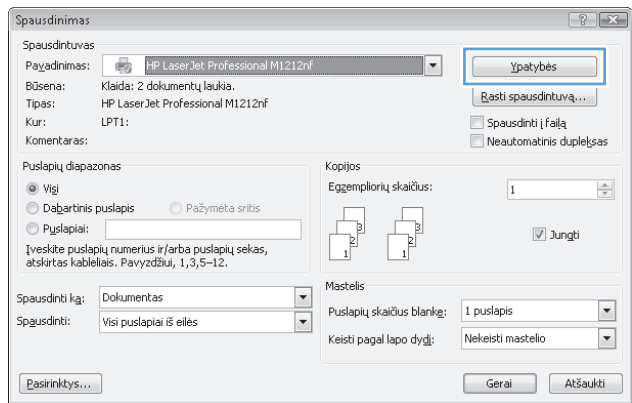 Spausdinimas
Spausdintuvas
Pavadinimas: HP LaserJet Professional M1212nf
Ypatybės
Būsena: Klaida: 2 dokumentų laukia.
Tipas: HP LaserJet Professional M1212nf
Rasti spausdintuvą...
Kur: LPT1:
Spausdinti į failą
Komentaras:
Neautomatinis dupleksas
Puslapių diapazonas
Visi
Dabartinis puslapis Pažymėta sritis
Puslapiai:
Įveskite puslapių numerius ir/arba puslapių sekas,
atskirtas kableliais. Pavyzdžiui, 1,3,5–12.
Kopijos
Egzempliorių skaičius: 1
1 2 3 1 2 3
Jungti
Spausdinti ką: Dokumentas
Spausdinti: Visi puslapiai iš eilės
Mastelis
Puslapių skaičius blanke: 1 puslapis
Keisti pagal lapo dydį: Nekeisti mastelio
Pasirinktys...
Gerai Atšaukti